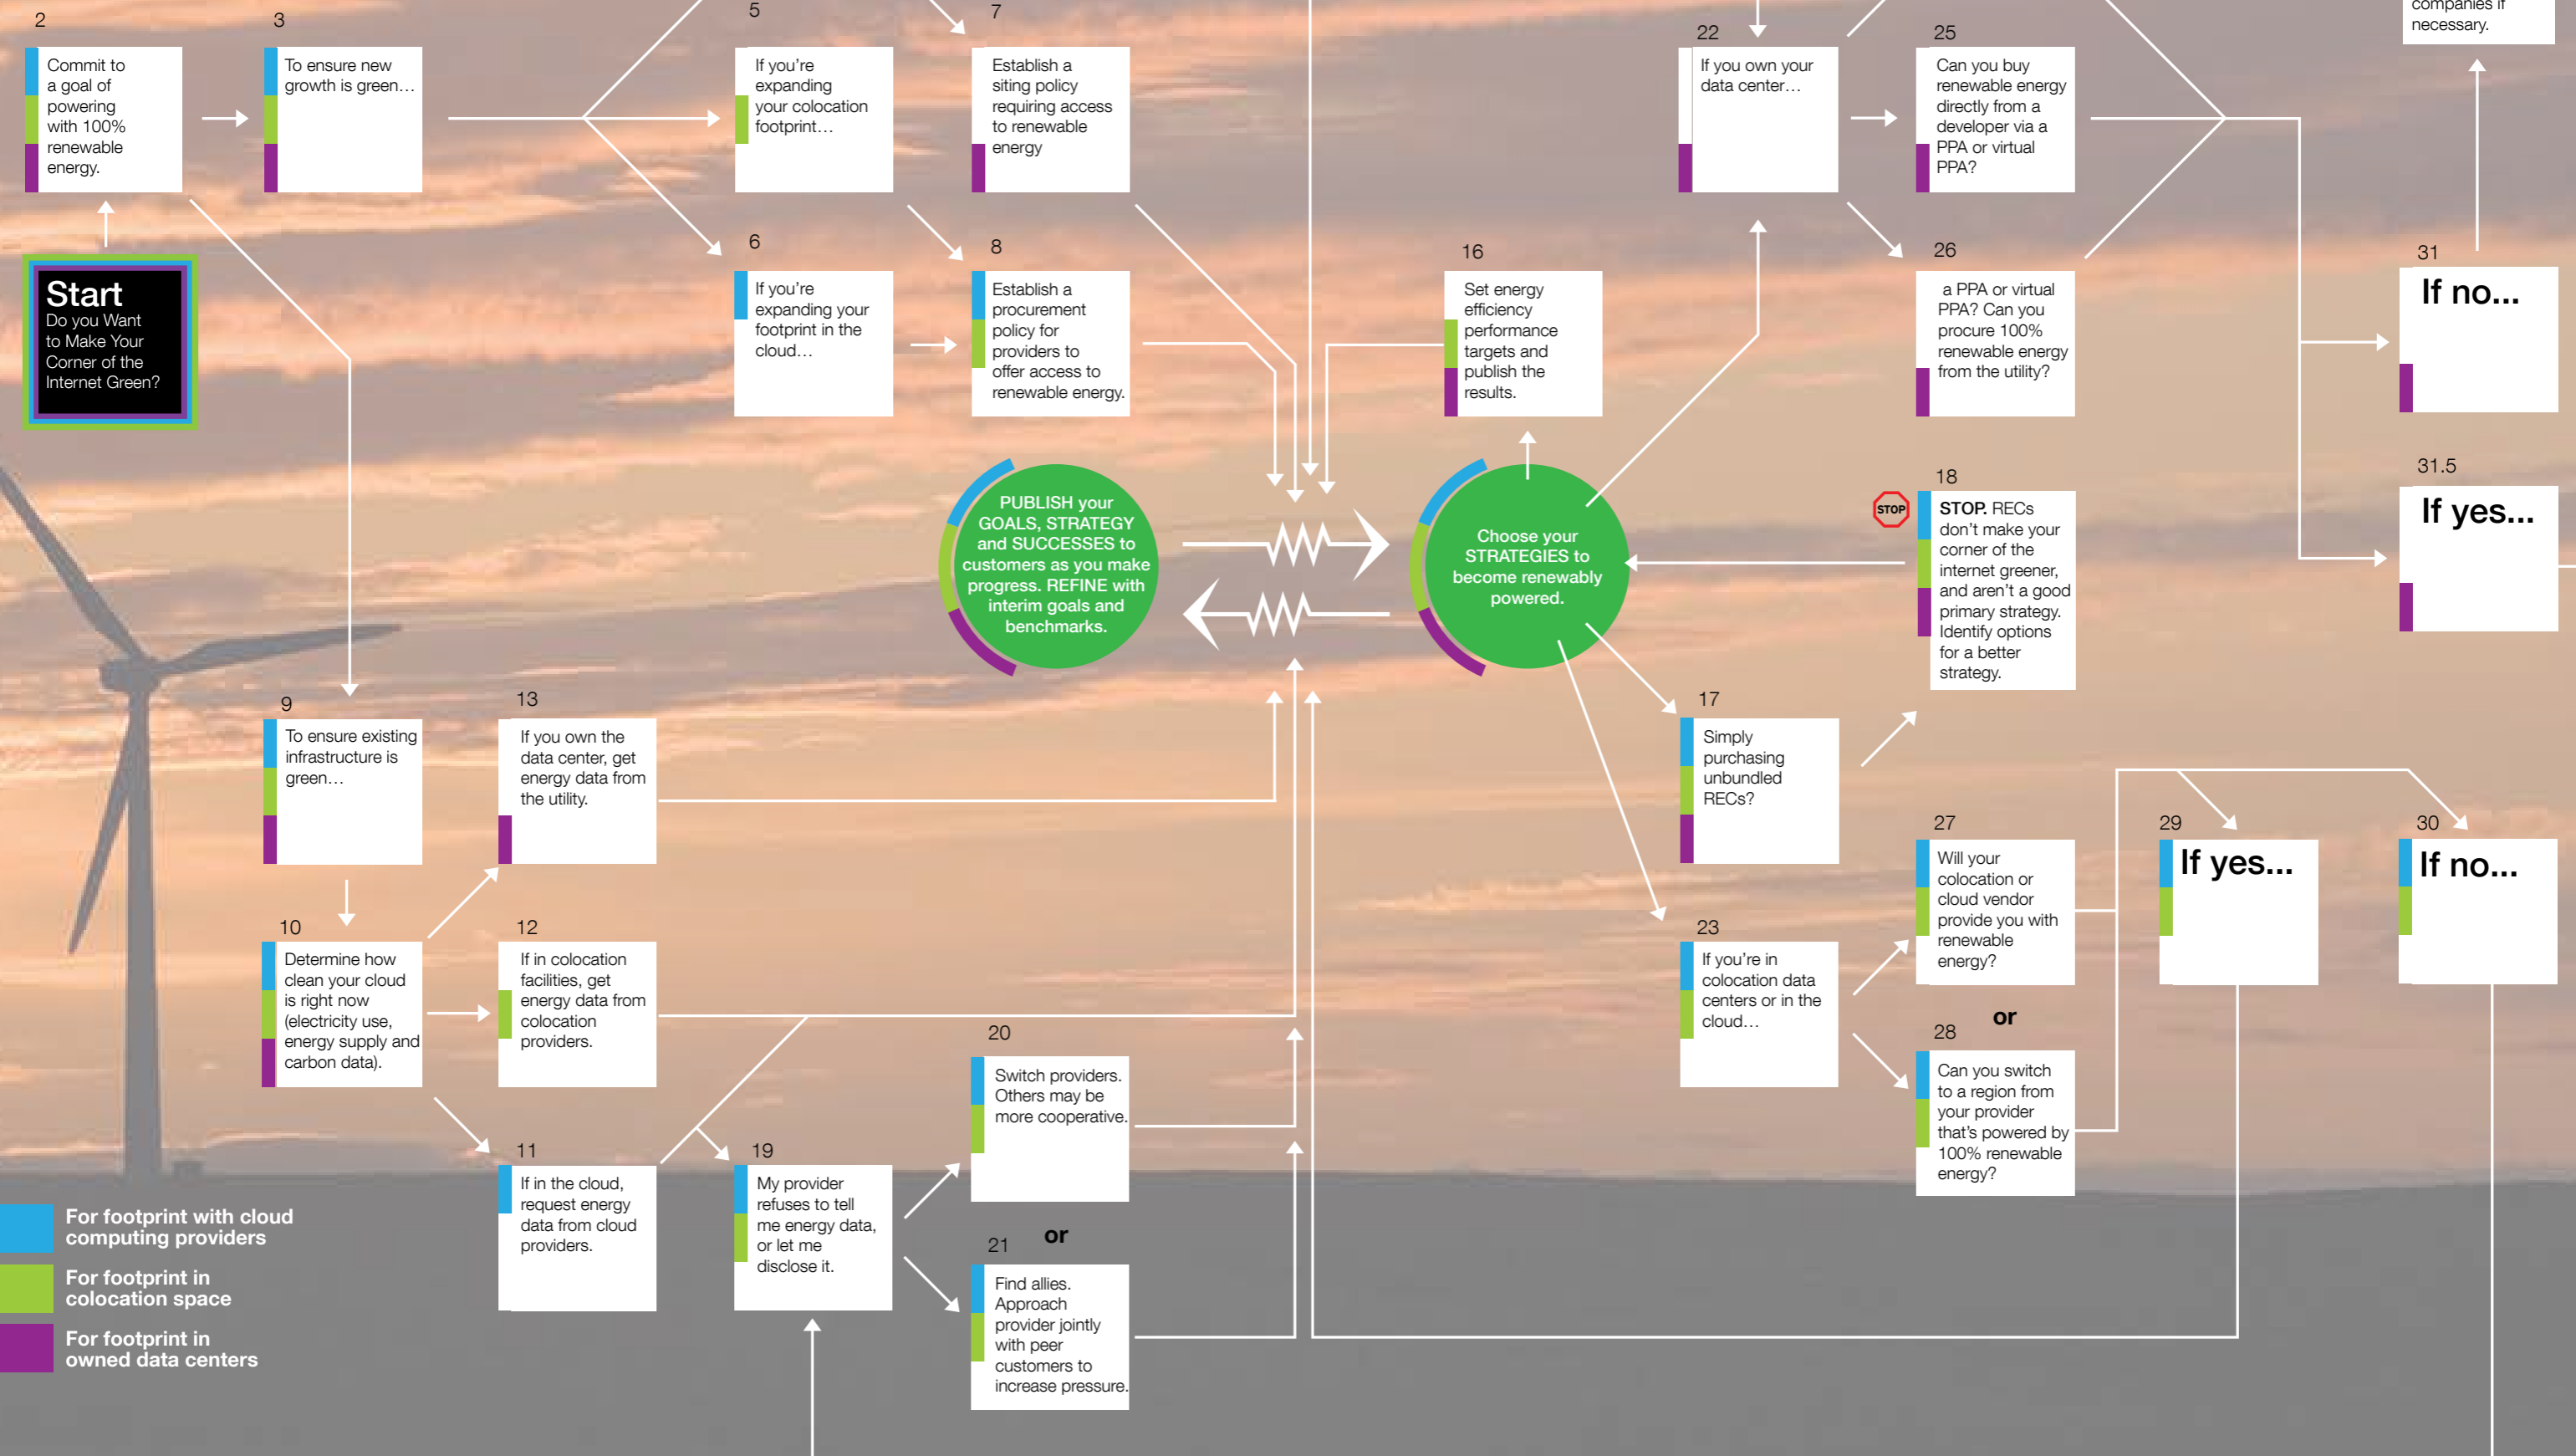 2
Commit to
a goal of
powering
with 100%
renewable
energy.
3
To ensure new
growth is green…
5
If you're
expanding
your colocation
footprint…
7
Establish a
siting policy
requiring access
to renewable
energy
22
If you own your
data center…
25
Can you buy
renewable energy
directly from a
developer via a
PPA or virtual
PPA?
companies if
necessary.
Start
Do you Want
to Make Your
Corner of the
Internet Green?
6
If you're
expanding your
footprint in the
cloud…
8
Establish a
procurement
policy for
providers to
offer access to
renewable energy.
16
Set energy
efficiency
performance
targets and
publish the
results.
26
a PPA or virtual
PPA? Can you
procure 100%
renewable energy
from the utility?
31
If no...
PUBLISH your
GOALS, STRATEGY
and SUCCESSES to
customers as you make
progress. REFINE with
interim goals and
benchmarks.
Choose your
STRATEGIES to
become renewably
powered.
18
STOP
STOP. RECs
don't make your
corner of the
internet greener,
and aren't a good
primary strategy.
Identify options
for a better
strategy.
31.5
If yes...
9
To ensure existing
infrastructure is
green…
13
If you own the
data center, get
energy data from
the utility.
17
Simply
purchasing
unbundled
RECs?
10
Determine how
clean your cloud
is right now
(electricity use,
energy supply and
carbon data).
12
If in colocation
facilities, get
energy data from
colocation
providers.
23
If you're in
colocation data
centers or in the
cloud…
27
Will your
colocation or
cloud vendor
provide you with
renewable
energy?
or
28
Can you switch
to a region from
your provider
that's powered by
100% renewable
energy?
29
If yes...
30
If no...
11
If in the cloud,
request energy
data from cloud
providers.
19
My provider
refuses to tell
me energy data,
or let me
disclose it.
20
Switch providers.
Others may be
more cooperative.
or
21
Find allies.
Approach
provider jointly
with peer
customers to
increase pressure.
For footprint with cloud
computing providers
For footprint in
colocation space
For footprint in
owned data centers